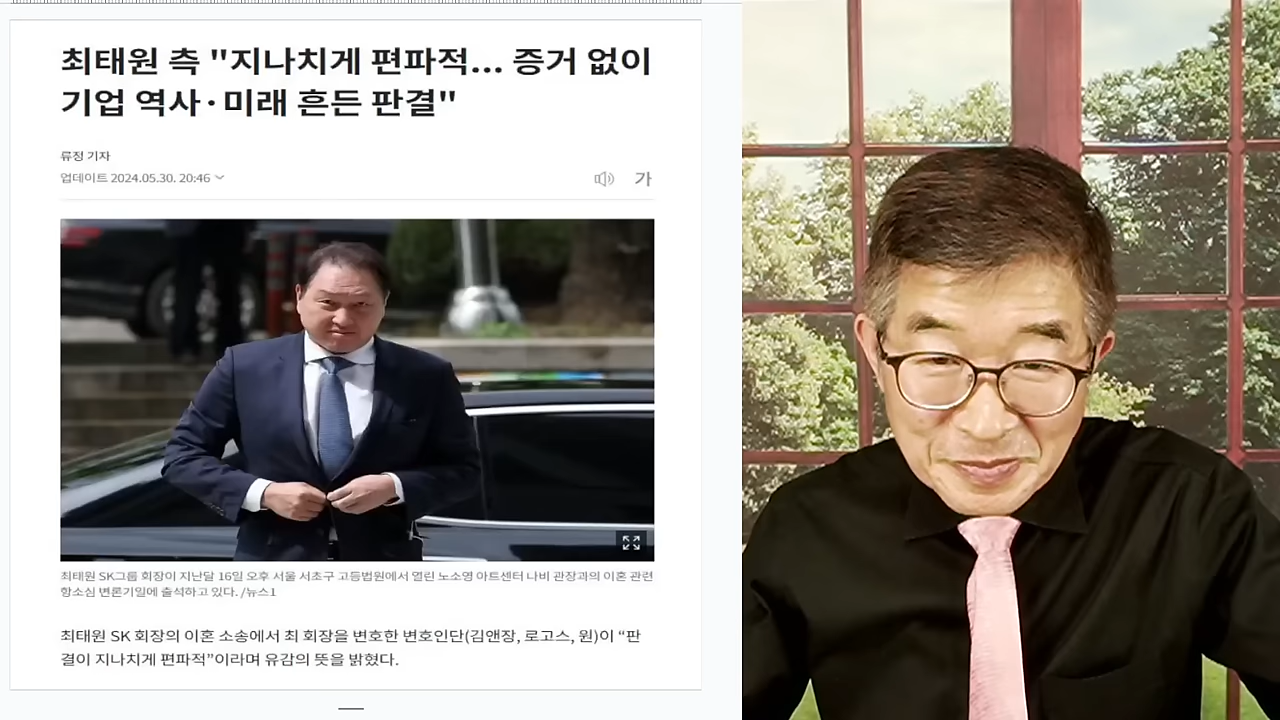 최태원 측 "지나치게 편파적... 증거 없이
기업 역사·미래 흔든 판결"
류정 기자
업데이트 2024.05.30. 20:46
가
최태원 SK그룹 회장이 지난달 16일 오후 서울 서초구 고등법원에서 열린 노소영 아트센터 나비 관장과의 이혼 관련
항소심 변론기일에 출석하고 있다. /뉴스1
최태원 SK 회장의 이혼 소송에서 최 회장을 변호한 변호인단(김앤장, 로고스, 원)이 “판
결이 지나치게 편파적”이라며 유감의 뜻을 밝혔다.